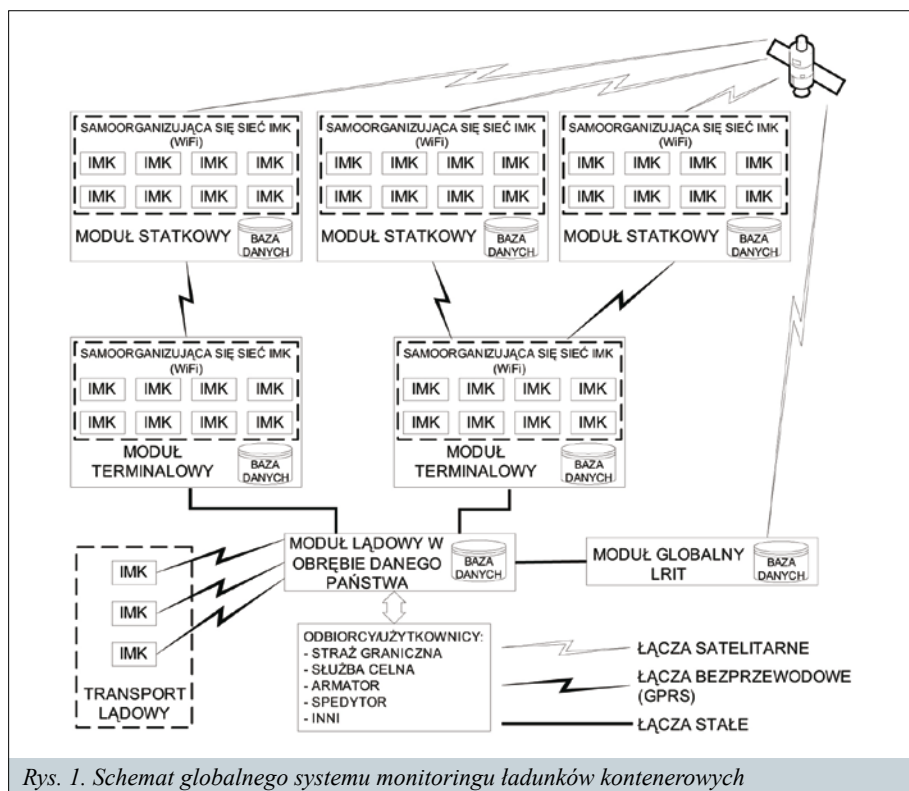 SAMOORGANIZUJĄCA SIĘ SIEĆ IMK
(WiFi)
IMK IMK IMK IMK
IMK IMK IMK IMK
MODUŁ STATKOWY
BAZA
DANYCH
SAMOORGANIZUJĄCA SIĘ SIEĆ IMK
(WiFi)
IMK IMK IMK IMK
IMK IMK IMK IMK
MODUŁ STATKOWY
BAZA
DANYCH
SAMOORGANIZUJĄCA SIĘ SIEĆ IMK
(WiFi)
IMK IMK IMK IMK
IMK IMK IMK IMK
MODUŁ STATKOWY
BAZA
DANYCH
SAMOORGANIZUJĄCA SIĘ SIEĆ IMK
(WiFi)
IMK IMK IMK IMK
IMK IMK IMK IMK
MODUŁ
TERMINALOWY
BAZA
DANYCH
SAMOORGANIZUJĄCA SIĘ SIEĆ IMK
(WiFi)
IMK IMK IMK IMK
IMK IMK IMK IMK
MODUŁ
TERMINALOWY
BAZA
DANYCH
IMK
IMK
IMK
TRANSPORT
LĄDOWY
MODUŁ LĄDOWY W
OBRĘBIE DANEGO
PAŃSTWA
BAZA
DANYCH
MODUŁ GLOBALNY
LRIT
BAZA
DANYCH
ODBIORCY/UŻYTKOWNICY:
- STRAŻ GRANICZNA
- SŁUŻBA CELNA
- ARMATOR
- SPEDYTOR
- INNI
ŁĄCZA SATELITARNE
ŁĄCZA BEZPRZEWODOWE
(GPRS)
ŁĄCZA STAŁE
Rys. 1. Schemat globalnego systemu monitoringu ładunków kontenerowych